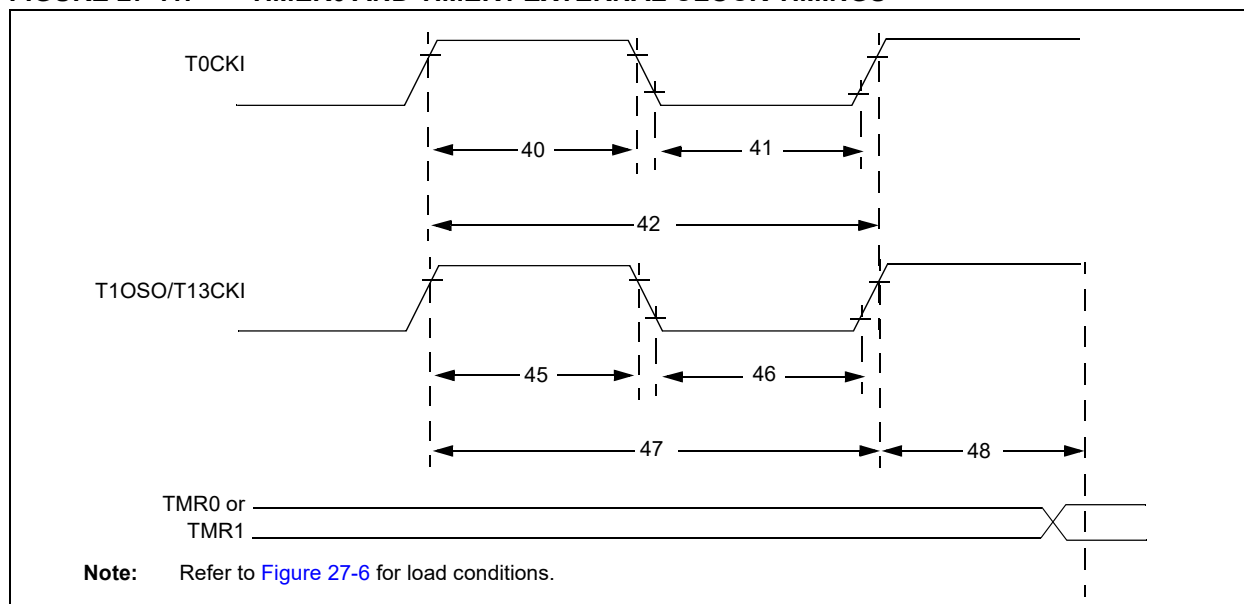 T0CKI
40
41
42
T1OSO/T13CKI
45
46
47
48
TMR0 or
TMR1
Note: Refer to Figure 27-6 for load conditions.